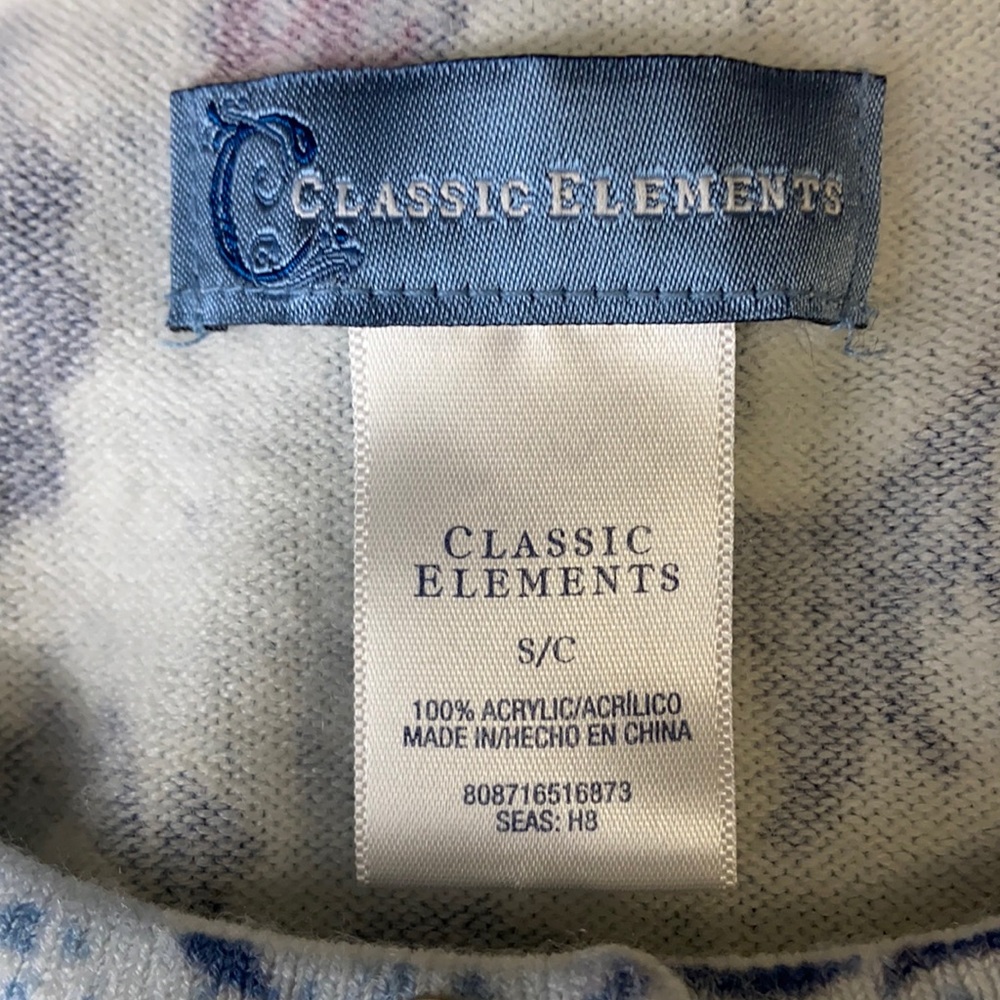 CLASSIC ELEMENTS
CLASSIC
ELEMENTS
S/C
100% ACRYLIC/ACRÍLICO
MADE IN/HECHO EN CHINA
808716516873
SEAS: H8